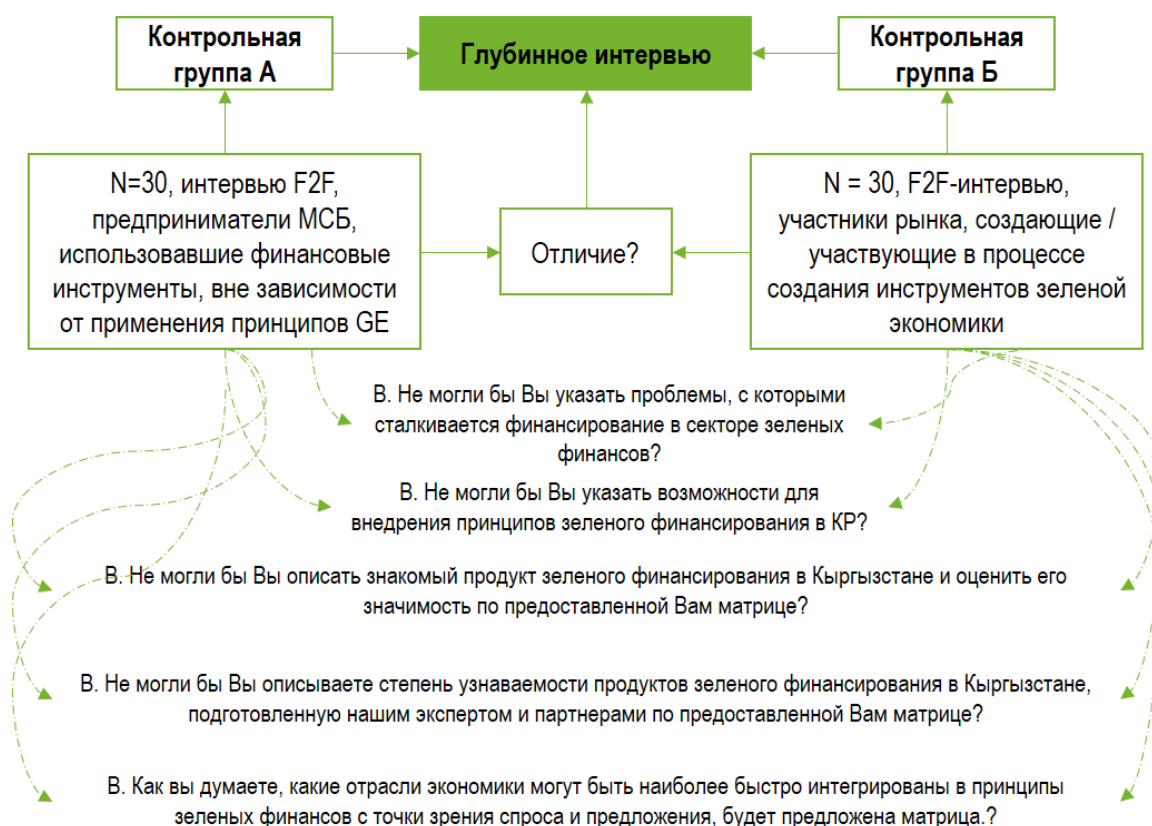 Контрольная
группа А
Глубинное интервью
Контрольная
группа Б
N=30, интервью F2F,
предприниматели МСБ,
использовавшие финансовые
инструменты, вне зависимости
от применения принципов GE
Отличие?
N = 30, F2F-интервью,
участники рынка, создающие /
участвующие в процессе
создания инструментов зеленой
экономики
В. Не могли бы Вы указать проблемы, с которыми
сталкивается финансирование в секторе зеленых
финансов?
В. Не могли бы Вы указать возможности для
внедрения принципов зеленого финансирования в КР?
В. Не могли бы Вы описать знакомый продукт зеленого финансирования в Кыргызстане и оценить его
значимость по предоставленной Вам матрице?
В. Не могли бы Вы описываете степень узнаваемости продуктов зеленого финансирования в Кыргызстане,
подготовленную нашим экспертом и партнерами по предоставленной Вам матрице?
В. Как вы думаете, какие отрасли экономики могут быть наиболее быстро интегрированы в принципы
зеленых финансов с точки зрения спроса и предложения, будет предложена матрица.?